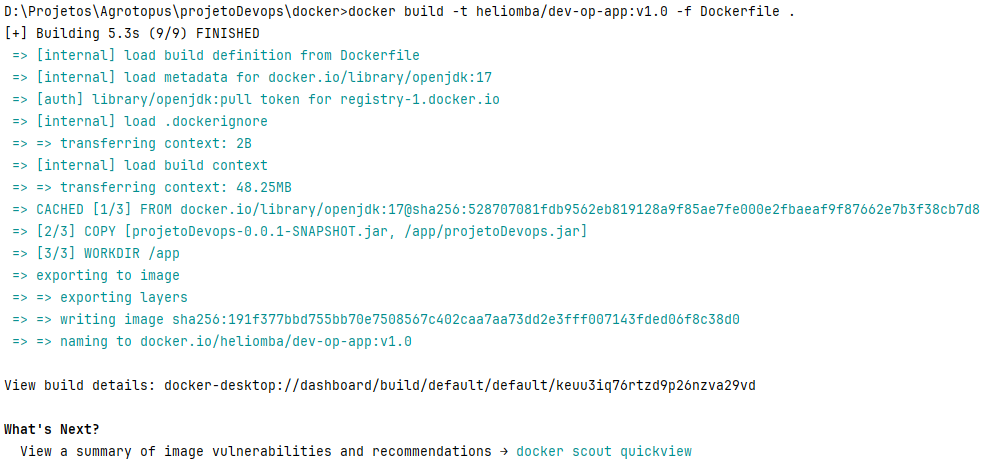 D:\Projetos\Agrotopus\projetoDevops\docker>docker build -t heliomba/dev-op-app:v1.0 -f Dockerfile .
[+] Building 5.3s (9/9) FINISHED
=> [internal] load build definition from Dockerfile
=> [internal] load metadata for docker.io/library/openjdk:17
=> [auth] library/openjdk:pull token for registry-1.docker.io
=> [internal] load .dockerignore
=> => transferring context: 2B
=> [internal] load build context
=> => transferring context: 48.25MB
=> CACHED [1/3] FROM docker.io/library/openjdk:17@sha256:528707081fdb9562eb819128a9f85ae7fe000e2fbaeaf9f87662e7b3f38cb7d8
=> [2/3] COPY [projetoDevops-0.0.1-SNAPSHOT.jar, /app/projetoDevops.jar]
=> [3/3] WORKDIR /app
=> exporting to image
=> => exporting layers
=> => writing image sha256:191f377bbd755bb70e7508567c402caa7aa73dd2e3fff007143fded06f8c38d0
=> => naming to docker.io/heliomba/dev-op-app:v1.0
View build details: docker-desktop://dashboard/build/default/default/keuu3iq76rtzd9p26nzva29vd
What's Next?
View a summary of image vulnerabilities and recommendations → docker scout quickview